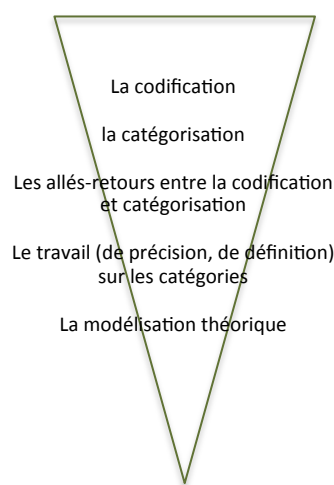 La codification
la catégorisation
Les allés-retours entre la codification
et catégorisation
Le travail (de précision, de définition)
sur les catégories
La modélisation théorique